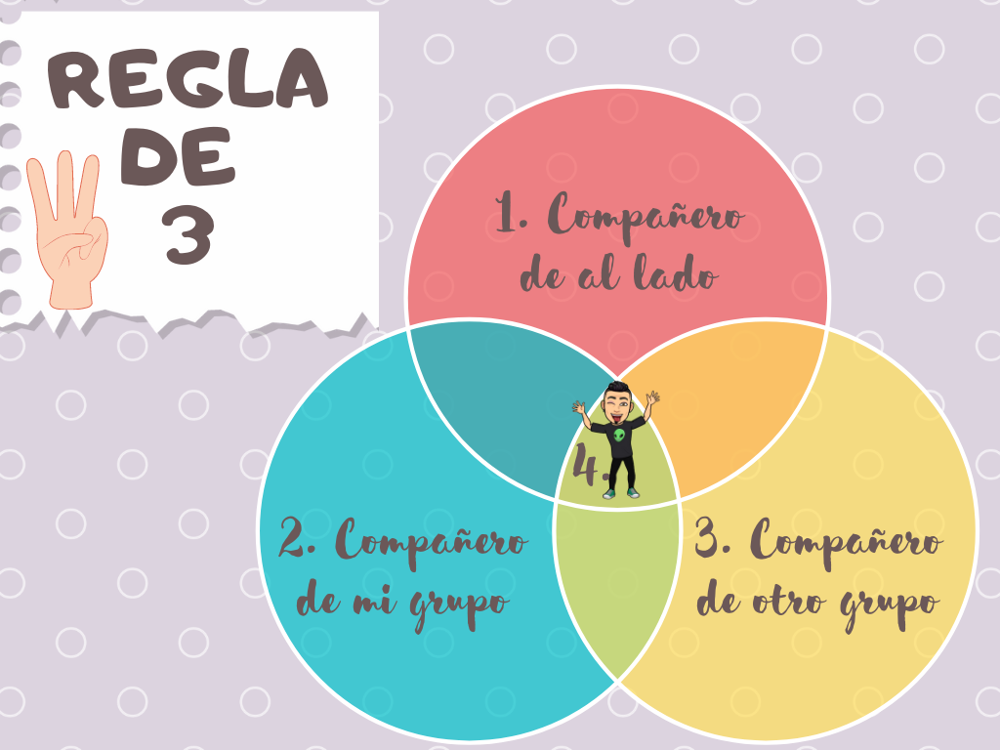 REGLA
DE
3
1. Compañero
de al lado
4.
2. Compañero
de mi grupo
3. Compañero
de otro grupo